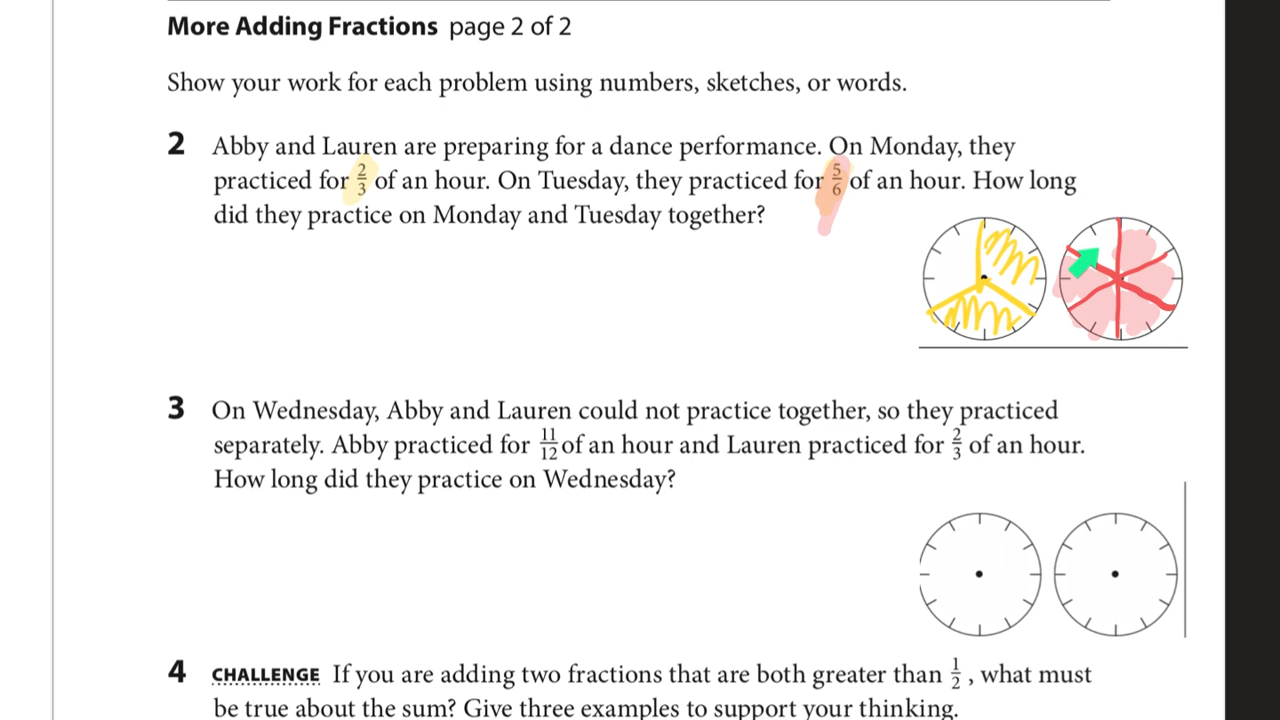 More Adding Fractions page 2 of 2
Show your work for each problem using numbers, sketches, or words.
2 Abby and Lauren are preparing for a dance performance. On Monday, they
practiced for 2/3 of an hour. On Tuesday, they practiced for 5/6 of an hour. How long
did they practice on Monday and Tuesday together?
3 On Wednesday, Abby and Lauren could not practice together, so they practiced
separately. Abby practiced for 11/12 of an hour and Lauren practiced for 2/3 of an hour.
How long did they practice on Wednesday?
4 CHALLENGE If you are adding two fractions that are both greater than 1/2, what must
be true about the sum? Give three examples to support your thinking.